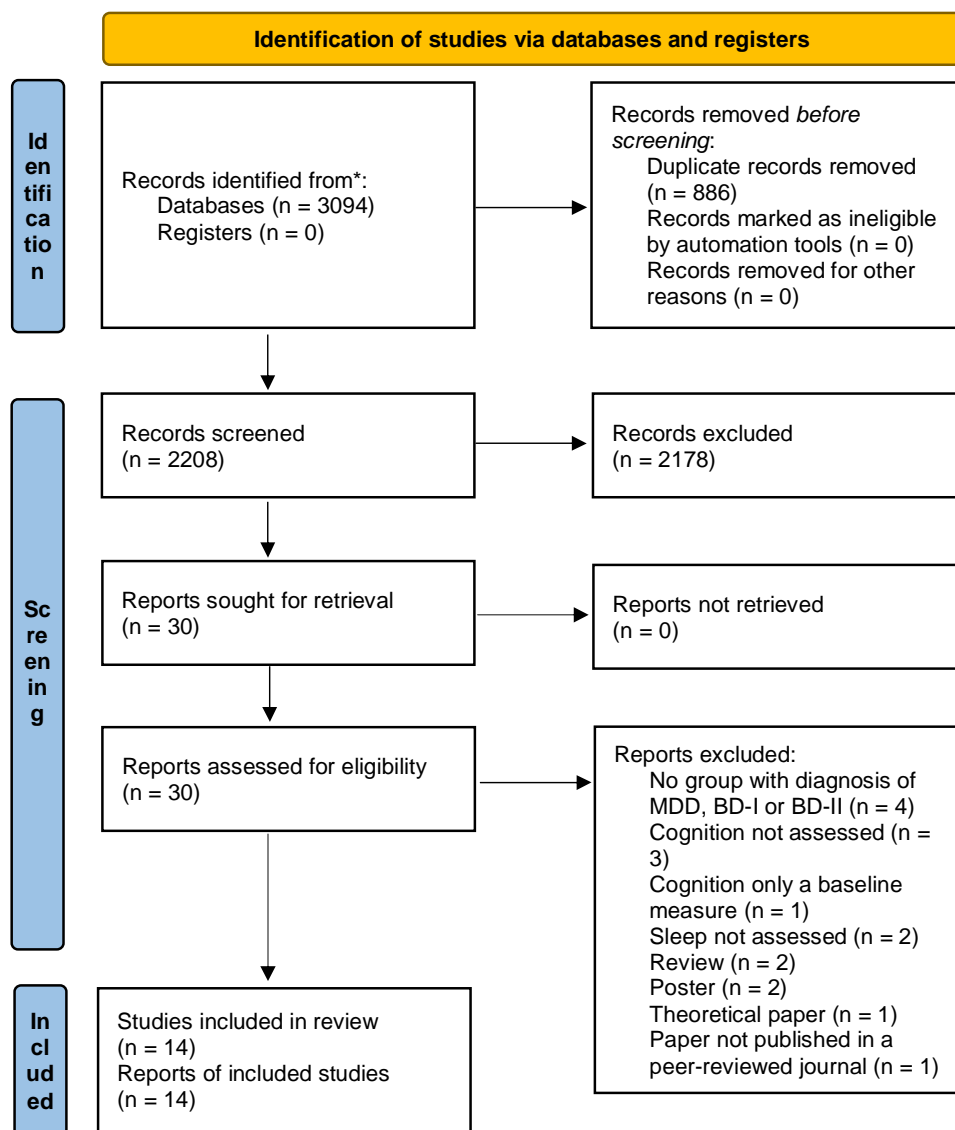 Identification of studies via databases and registers
Id
en
tifi
ca
tio
n
Records identified from*:
Databases (n = 3094)
Registers (n = 0)
Records removed before
screening:
Duplicate records removed
(n = 886)
Records marked as ineligible
by automation tools (n = 0)
Records removed for other
reasons (n = 0)
Sc
re
en
in
g
Records screened
(n = 2208)
Records excluded
(n = 2178)
Reports sought for retrieval
(n = 30)
Reports not retrieved
(n = 0)
Reports assessed for eligibility
(n = 30)
Reports excluded:
No group with diagnosis of
MDD, BD-I or BD-II (n = 4)
Cognition not assessed (n =
3)
Cognition only a baseline
measure (n = 1)
Sleep not assessed (n = 2)
Review (n = 2)
Poster (n = 2)
Theoretical paper (n = 1)
Paper not published in a
peer-reviewed journal (n = 1)
In
cl
ud
ed
Studies included in review
(n = 14)
Reports of included studies
(n = 14)